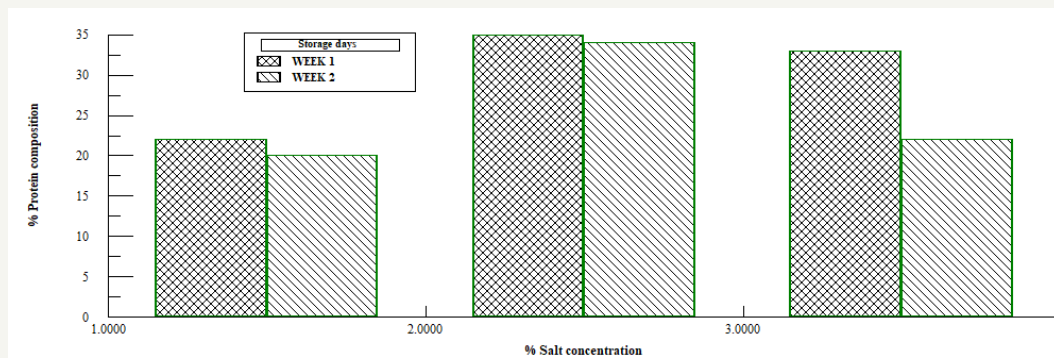 35
30
25
20
15
10
5
0
% Protein composition
Storage days
WEEK 1
WEEK 2
1.0000 2.0000 3.0000
% Salt concentration